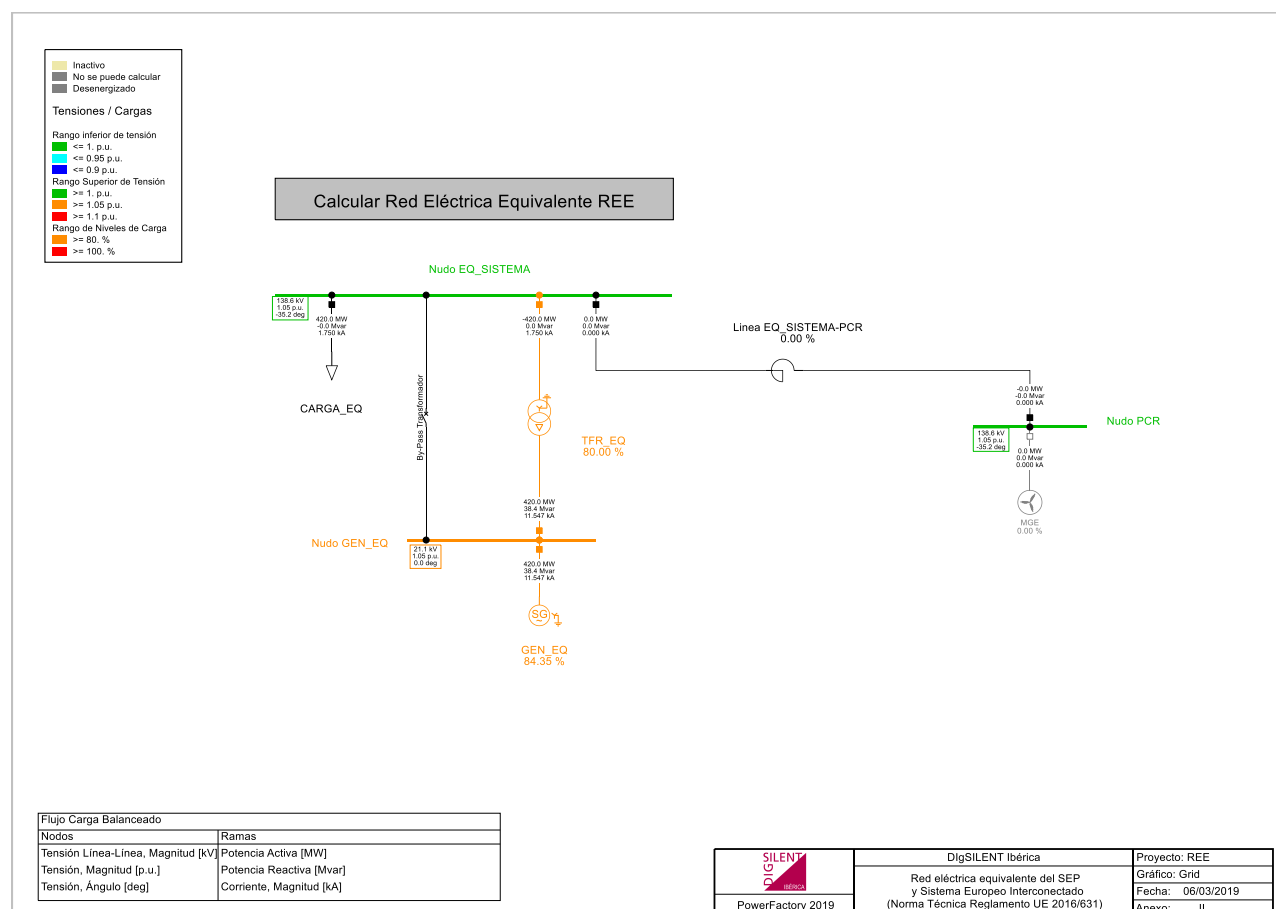 Inactivo
No se puede calcular
Desenergizado
Tensiones / Cargas
Rango inferior de tensión
<= 1. p.u.
<= 0.95 p.u.
<= 0.9 p.u.
Rango Superior de Tensión
>= 1. p.u.
>= 1.05 p.u.
>= 1.1 p.u.
Rango de Niveles de Carga
>= 80. %
>= 100. %
Calcular Red Eléctrica Equivalente REE
Nudo EQ_SISTEMA
138.6 kV
1.05 p.u.
-35.2 deg
420.0 MW
-0.0 Mvar
1.750 kA
CARGA_EQ
By-Pass Transformador
-420.0 MW
0.0 Mvar
1.750 kA
0.0 MW
0.0 Mvar
0.000 kA
TFR_EQ
80.00 %
Linea EQ_SISTEMA-PCR
0.00 %
-0.0 MW
-0.0 Mvar
0.000 kA
Nudo PCR
138.6 kV
1.05 p.u.
-35.2 deg
0.0 MW
0.0 Mvar
0.000 kA
MGE
0.00 %
420.0 MW
38.4 Mvar
11.547 kA
Nudo GEN_EQ
21.1 kV
1.05 p.u.
0.0 deg
420.0 MW
38.4 Mvar
11.547 kA
SG
GEN_EQ
84.35 %
Flujo Carga Balanceado
Nodos Ramas
Tensión Línea-Línea, Magnitud [kV] Potencia Activa [MW]
Tensión, Magnitud [p.u.] Potencia Reactiva [Mvar]
Tensión, Ángulo [deg] Corriente, Magnitud [kA]
DIgSILENT
IBÉRICA
PowerFactory 2019
DIgSILENT Ibérica
Red eléctrica equivalente del SEP
y Sistema Europeo Interconectado
(Norma Técnica Reglamento UE 2016/631)
Proyecto: REE
Gráfico: Grid
Fecha: 06/03/2019
Anexo: II